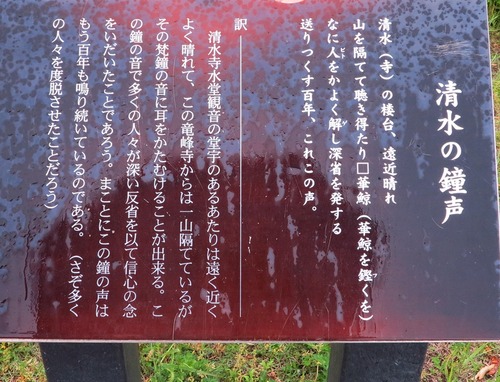 清水の鐘声
清水（寺）の楼台、遠近晴れ
山を隔てて聴き得たり□華鯨（華鯨を鏗くを）
なに人をかよく解し深省を発する
送りつくす百年、これこの声。
訳
清水寺水堂観音の堂宇のあるあたりは遠く近く
よく晴れて、この竜峰寺からは一山隔てているが
その梵鐘の音に耳をかたむけることが出来る。こ
の鐘の音で多くの人々が深い反省を以て信心の念
をいだいたことであろう。まことにこの鐘の声は
もう百年も鳴り続いているのである。（さぞ多く
の人々を度脱させたことだろう）